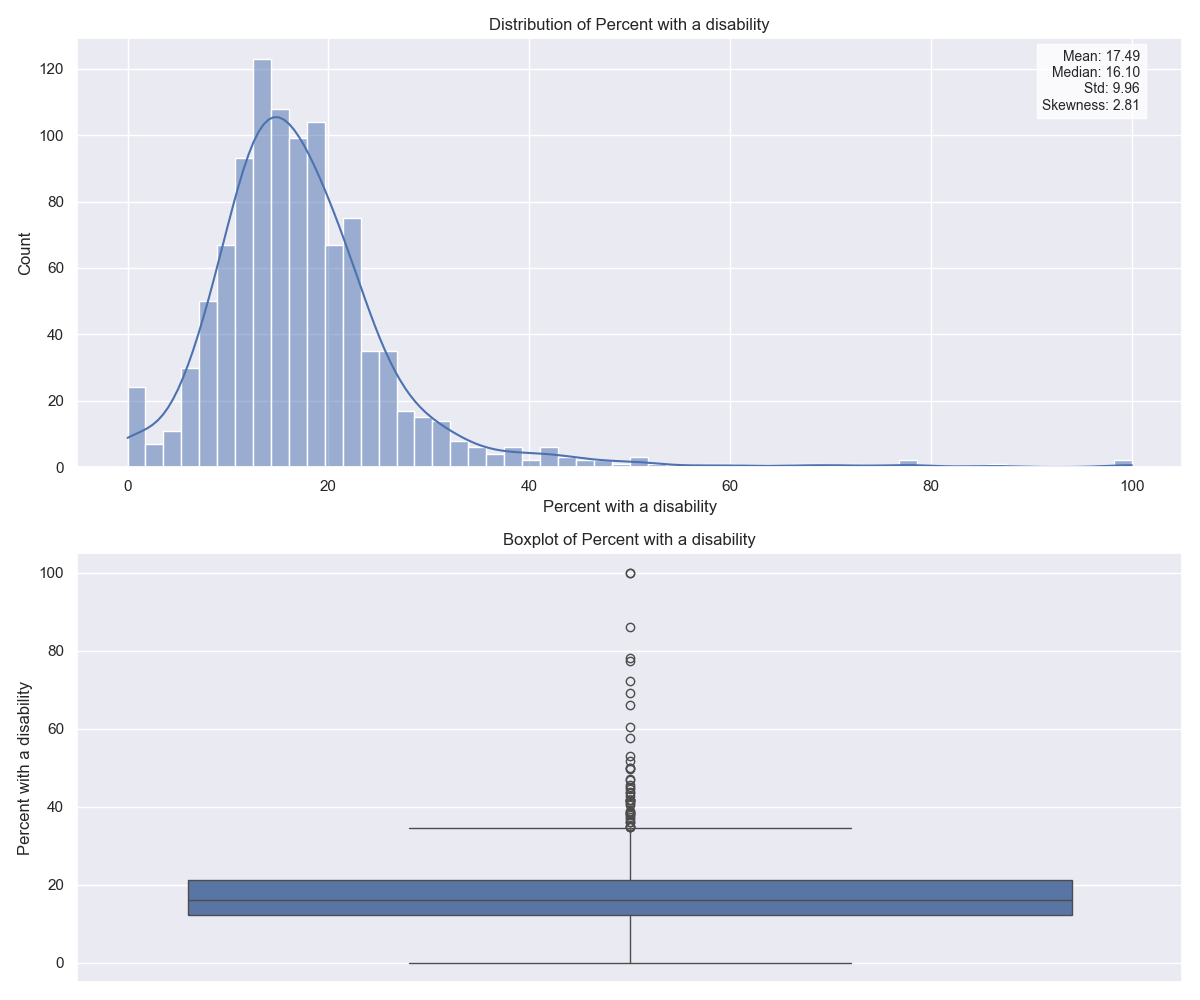 Distribution of Percent with a disability
Mean: 17.49
Median: 16.10
Std: 9.96
Skewness: 2.81
Count
120
100
80
60
40
20
0
0 20 40 60 80 100
Percent with a disability
Boxplot of Percent with a disability
Percent with a disability
100
80
60
40
20
0